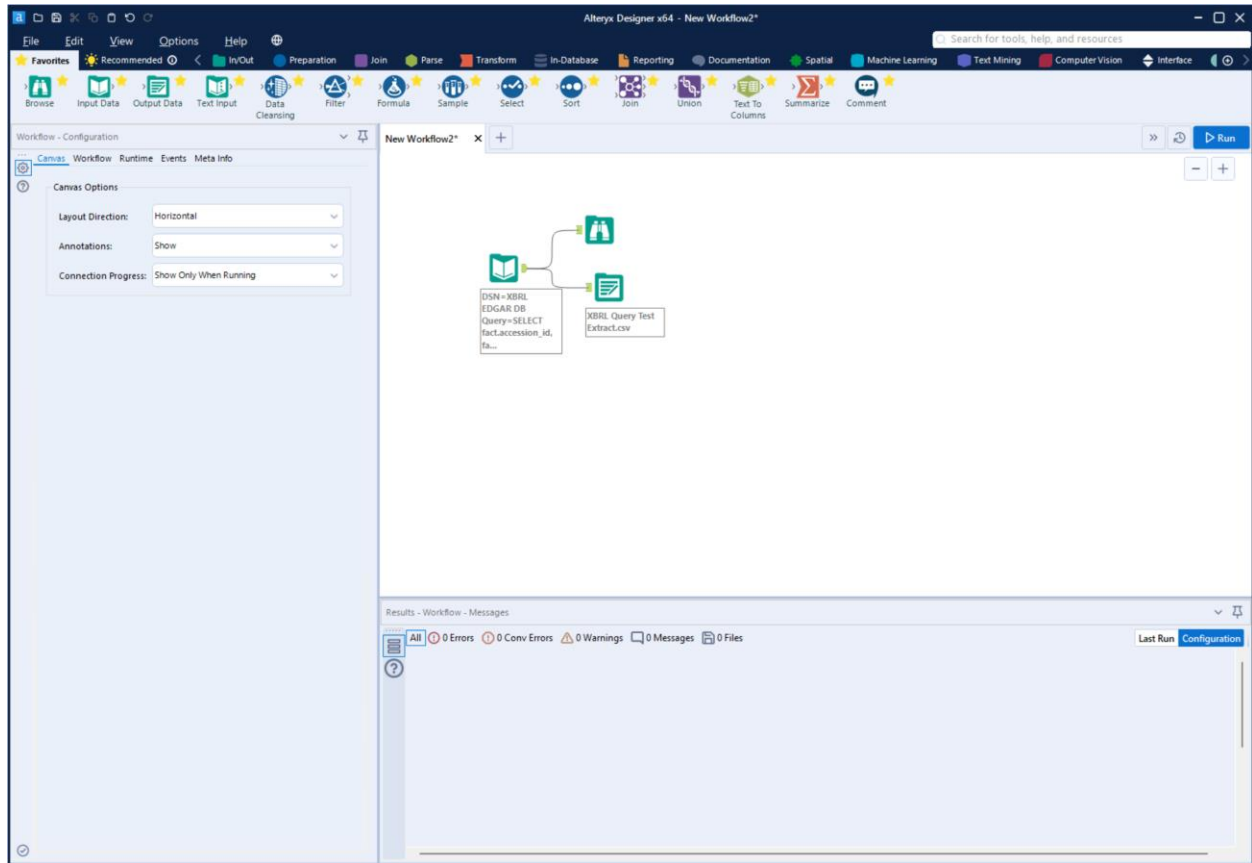 Alteryx Designer x64 - New Workflow2*
File Edit View Options Help
Search for tools, help, and resources
Favorites Recommended In/Out Preparation Join Parse Transform In-Database Reporting Documentation Spatial Machine Learning Text Mining Computer Vision Interface
Browse Input Data Output Data Text Input Data Cleansing Filter Formula Sample Select Sort Join Union Text To Columns Summarize Comment
Workflow - Configuration
New Workflow2*
Run
Canvas Workflow Runtime Events Meta Info
Canvas Options
Layout Direction: Horizontal
Annotations: Show
Connection Progress: Show Only When Running
DSN=XBRL
EDGAR DB
Query=SELECT
fact.accession_id,
fa...
XBRL Query Test
Extract.csv
Results - Workflow - Messages
All 0 Errors 0 Conv Errors 0 Warnings 0 Messages 0 Files
Last Run Configuration